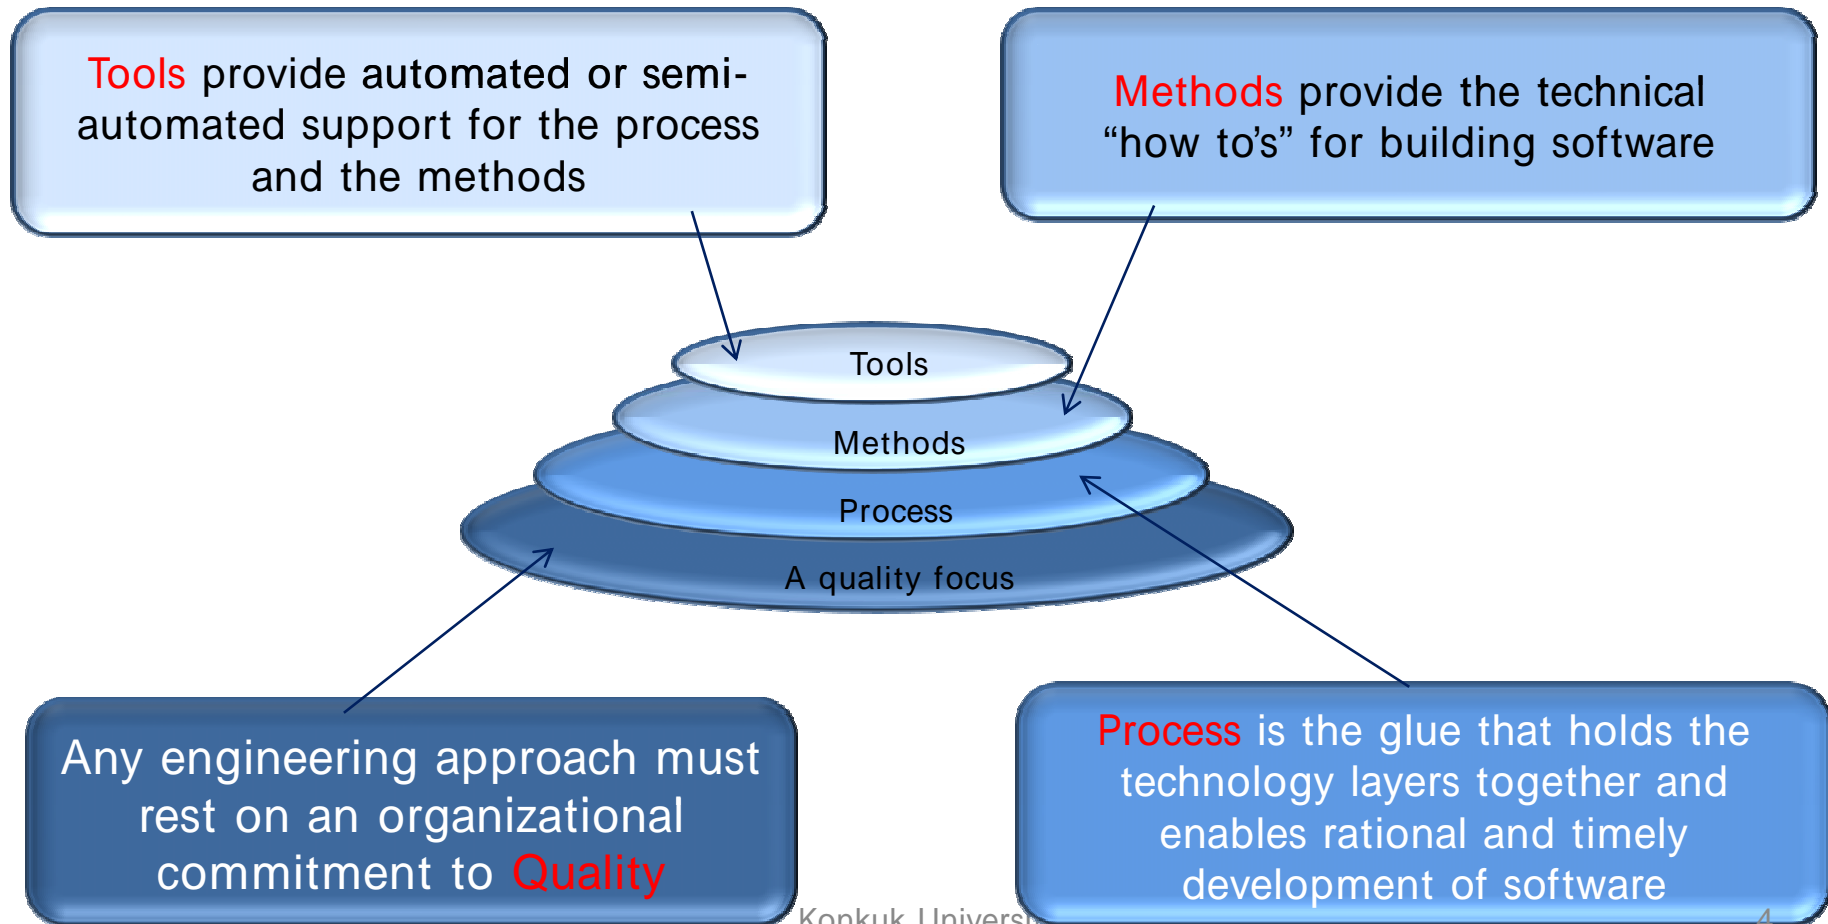 Tools provide automated or semi-
automated support for the process
and the methods
Methods provide the technical
“how to’s” for building software
Tools
Methods
Process
A quality focus
Any engineering approach must
rest on an organizational
commitment to Quality
Process is the glue that holds the
technology layers together and
enables rational and timely
development of software
Konkuk
4